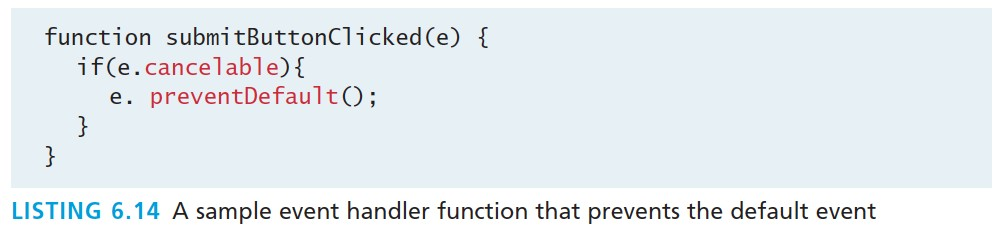 function submitButtonClicked(e) {
if(e.cancelable){
e. preventDefault();
}
}
LISTING 6.14 A sample event handler function that prevents the default event